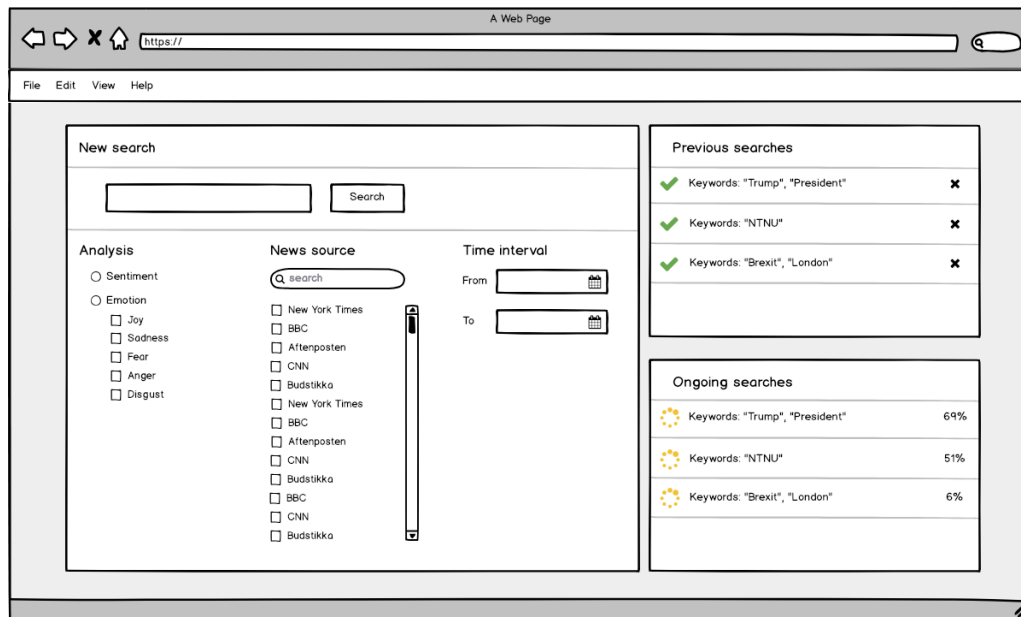 A Web Page
https://
File Edit View Help
New search
Search
Analysis
Sentiment
Emotion
Joy
Sadness
Fear
Anger
Disgust
News source
search
New York Times
BBC
Aftenposten
CNN
Budstikka
New York Times
BBC
Aftenposten
CNN
Budstikka
BBC
CNN
Budstikka
Time interval
From
To
Previous searches
Keywords: "Trump", "President"
Keywords: "NTNU"
Keywords: "Brexit", "London"
Ongoing searches
Keywords: "Trump", "President" 69%
Keywords: "NTNU" 51%
Keywords: "Brexit", "London" 6%